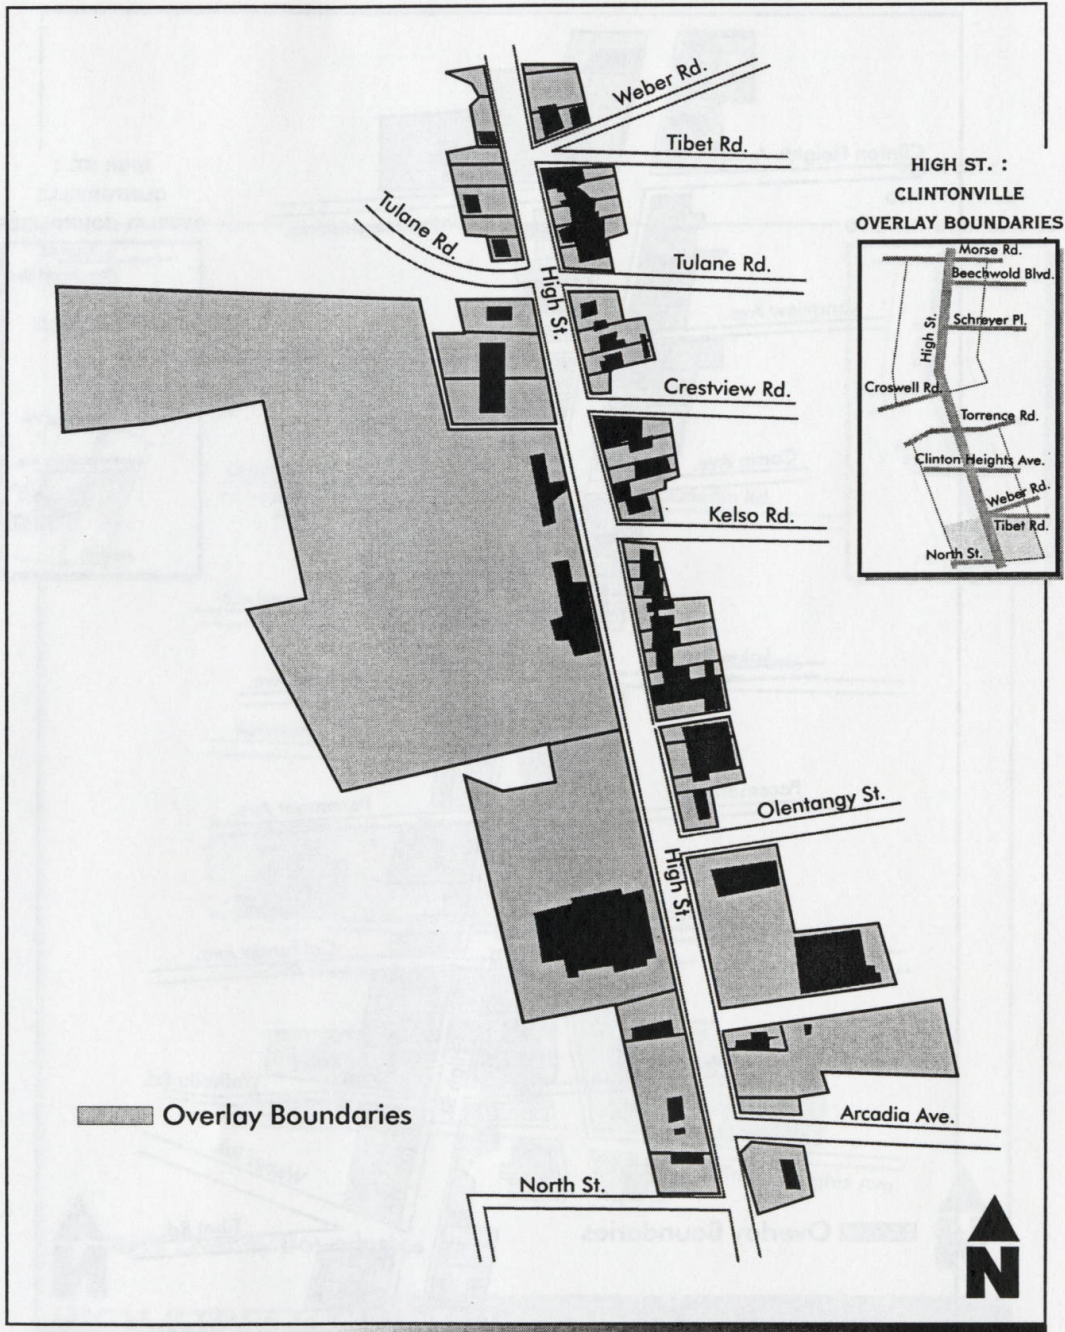 Weber Rd.
Tibet Rd.
HIGH ST. :
CLINTONVILLE
OVERLAY BOUNDARIES
Tulane Rd.
High St.
Tulane Rd.
Morse Rd.
Beechwold Blvd.
Schreyer Pl.
High St.
Croswell Rd.
Torrence Rd.
Clinton Heights Ave.
Weber Rd.
Tibet Rd.
North St.
Crestview Rd.
Kelso Rd.
Olentangy St.
High St.
Overlay Boundaries
Arcadia Ave.
North St.
N